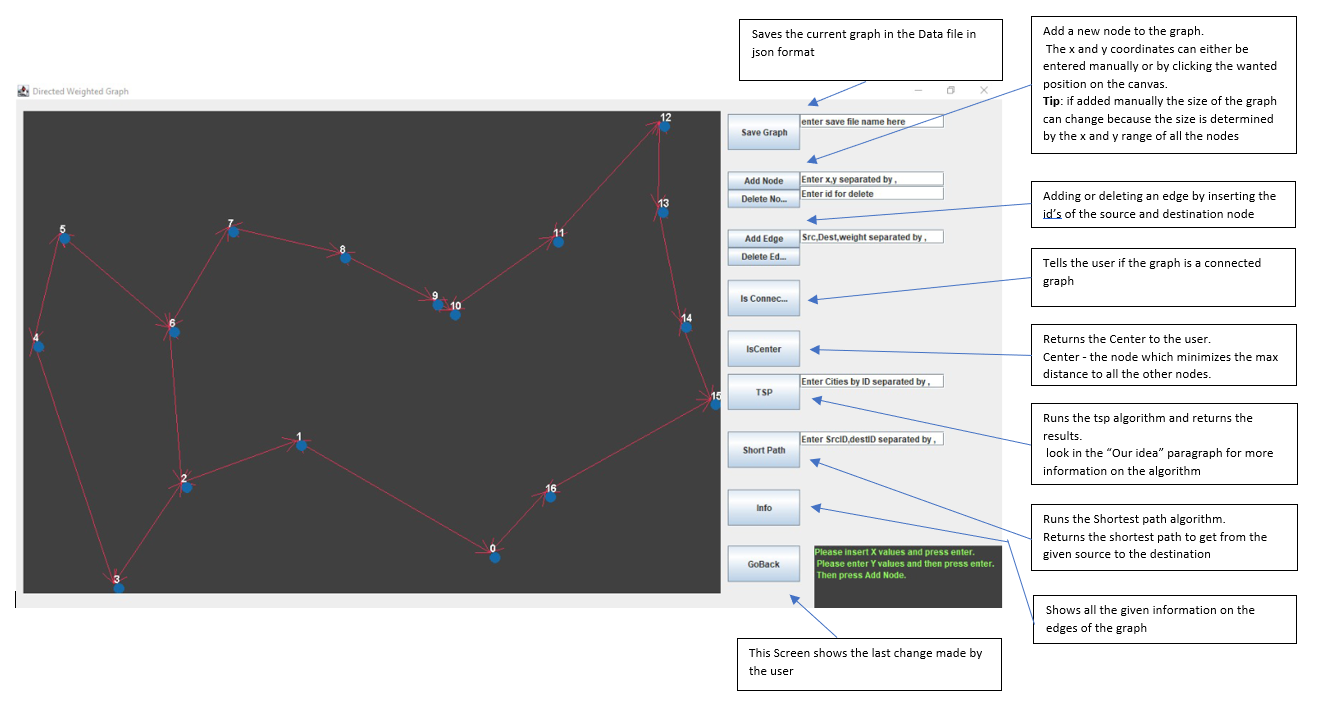 Saves the current graph in the Data file in
json format
Add a new node to the graph.
The x and y coordinates can either be
entered manually or by clicking the wanted
position on the canvas.
Tip: if added manually the size of the graph
can change because the size is determined
by the x and y range of all the nodes
Directed Weighted Graph
12
13
7
5
8
11
9
10
14
6
4
15
1
2
16
0
3
Save Graph
enter save file name here
Add Node
Enter x,y separated by ,
Delete No...
Enter id for delete
Add Edge
Src,Dest,weight separated by ,
Delete Ed...
Is Connec...
IsCenter
TSP
Enter Cities by ID separated by ,
Short Path
Enter SrcID,destID separated by ,
Info
GoBack
Please insert X values and press enter.
Please enter Y values and then press enter.
Then press Add Node.
Adding or deleting an edge by inserting the
id’s of the source and destination node
Tells the user if the graph is a connected
graph
Returns the Center to the user.
Center - the node which minimizes the max
distance to all the other nodes.
Runs the tsp algorithm and returns the
results.
look in the “Our idea” paragraph for more
information on the algorithm
Runs the Shortest path algorithm.
Returns the shortest path to get from the
given source to the destination
Shows all the given information on the
edges of the graph
This Screen shows the last change made by
the user